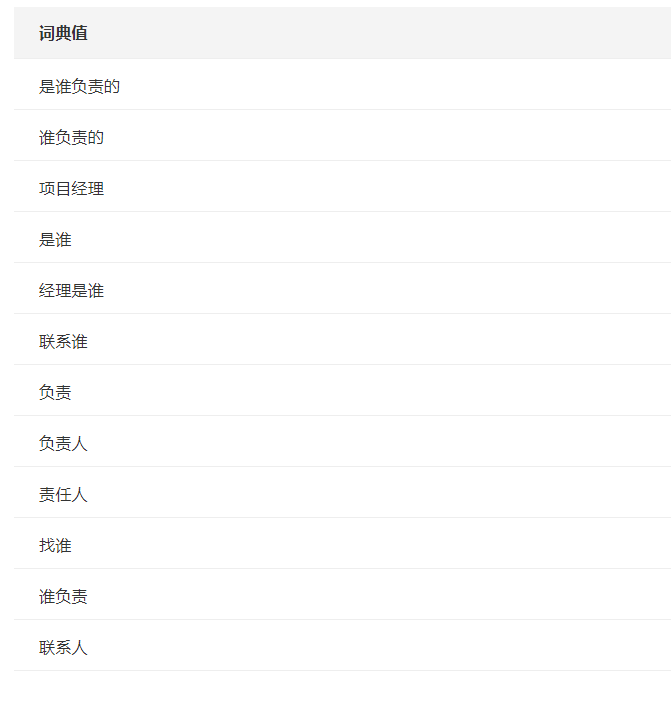 词典值
是谁负责的
谁负责的
项目经理
是谁
经理是谁
联系谁
负责
负责人
责任人
找谁
谁负责
联系人